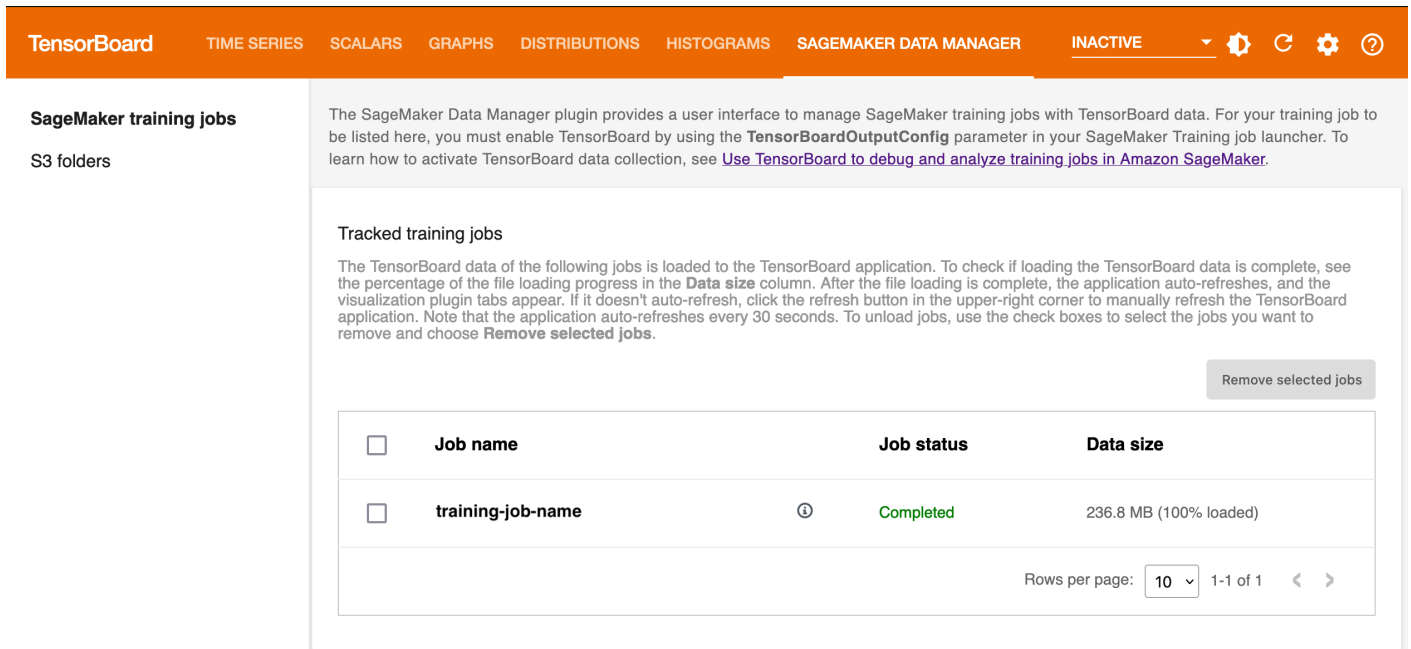 TensorBoard TIME SERIES SCALARS GRAPHS DISTRIBUTIONS HISTOGRAMS SAGEMAKER DATA MANAGER INACTIVE
SageMaker training jobs
S3 folders
The SageMaker Data Manager plugin provides a user interface to manage SageMaker training jobs with TensorBoard data. For your training job to
be listed here, you must enable TensorBoard by using the TensorBoardOutputConfig parameter in your SageMaker Training job launcher. To
learn how to activate TensorBoard data collection, see Use TensorBoard to debug and analyze training jobs in Amazon SageMaker.
Tracked training jobs
The TensorBoard data of the following jobs is loaded to the TensorBoard application. To check if loading the TensorBoard data is complete, see
the percentage of the file loading progress in the Data size column. After the file loading is complete, the application auto-refreshes, and the
visualization plugin tabs appear. If it doesn't auto-refresh, click the refresh button in the upper-right corner to manually refresh the TensorBoard
application. Note that the application auto-refreshes every 30 seconds. To unload jobs, use the check boxes to select the jobs you want to
remove and choose Remove selected jobs.
Remove selected jobs
Job name Job status Data size
training-job-name Completed 236.8 MB (100% loaded)
Rows per page: 10 1-1 of 1